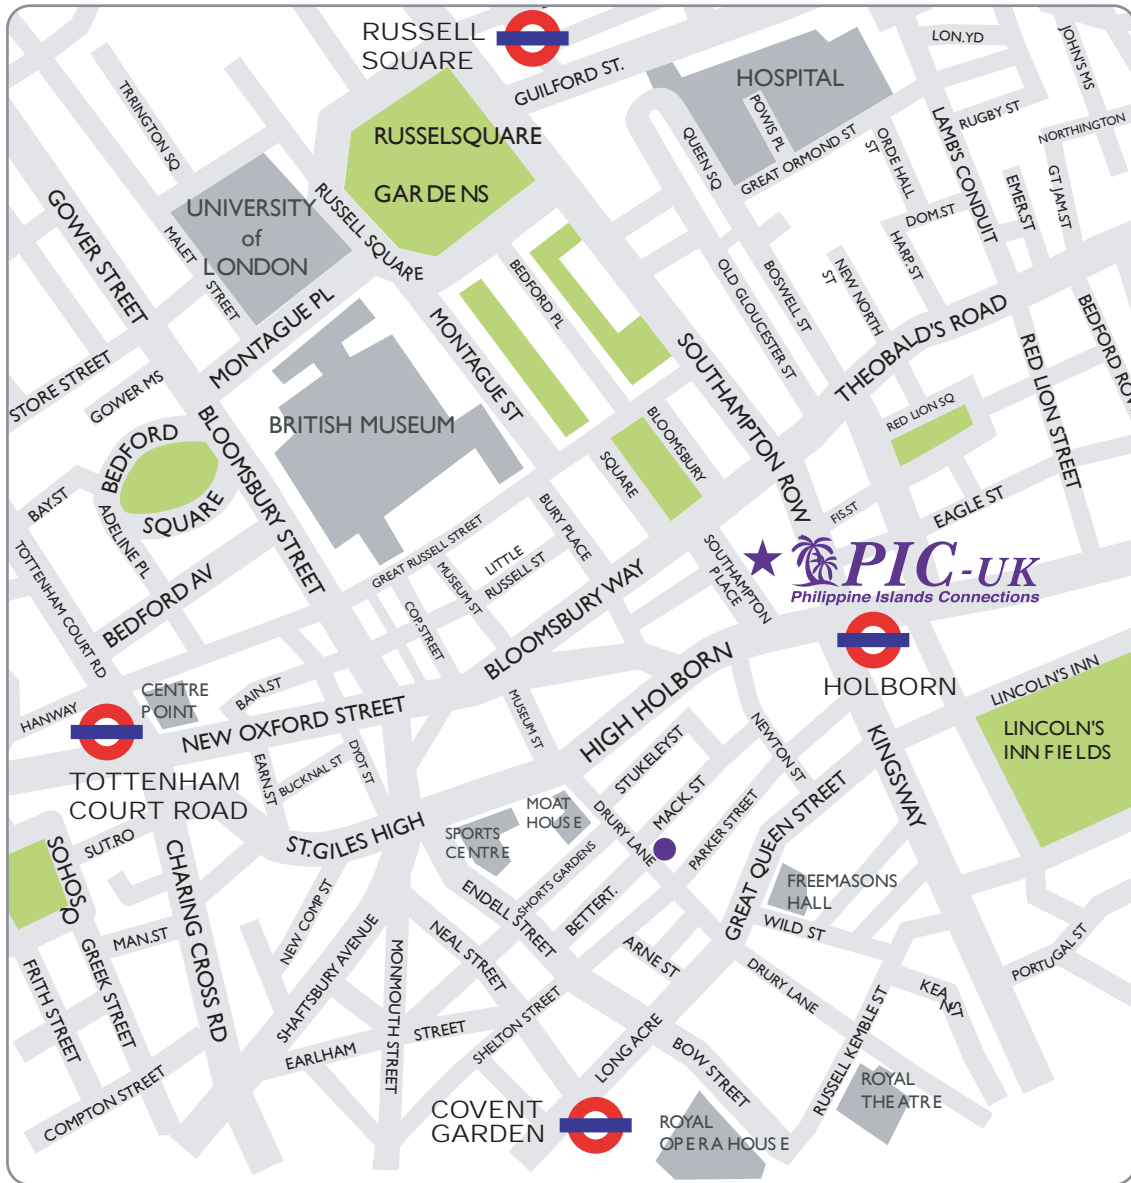 RUSSELL
SQUARE
GUILFORD ST.
HOSPITAL
LON.YD
JOHN'S MS
TRRINGTON SQ
RUSSELSQUARE
GARDENS
POWIS PL
QUEEN SQ
GREAT ORMOND ST
ORDE HALL
ST
LAMB'S CONDUIT
RUGBY ST
NORTHINGTON
GOWER STREET
UNIVERSITY
of
LONDON
MALET
STREET
RUSSELL SQUARE
EMER.ST
GT JAM.ST
DOM.ST
HARP.ST
BEDFORD PL
OLD GLOUCESTER ST
BOSWELL ST
NEW NORTH
ST
MONTAGUE PL
MONTAGUE ST
SOUTHAMPTON ROW
THEOBALD'S ROAD
RED LION STREET
BEDFORD ROW
STORE STREET
GOWER MS
BRITISH MUSEUM
RED LION SQ
BEDFORD
SQUARE
BLOOMSBURY STREET
BLOOMSBURY
SQUARE
BAY.ST
ADELINE PL
BEDFORD AV
TOTTENHAM COURT RD
GREAT RUSSELL STREET
BURY PLACE
LITTLE
RUSSELL ST
MUSEUM ST
COP.STREET
FIS.ST
EAGLE ST
SOUTHAMPTON
PLACE
PIC-UK
Philippine Islands Connections
BLOOMSBURY WAY
HOLBORN
LINCOLN'S INN
LINCOLN'S
INN FIELDS
HANWAY
CENTRE
POINT
BAIN.ST
NEW OXFORD STREET
MUSEUM ST
HIGH HOLBORN
TOTTENHAM
COURT ROAD
EARN.ST
BUCKNAL ST
DYOT ST
STUKELEYST
NEWTON ST
KINGSWAY
MACK.ST
DRURY LANE
PARKER STREET
GREAT QUEEN STREET
SOHOSQ
SUT.RO
CHARING CROSS RD
ST.GILES HIGH
SPORTS
CENTRE
MOAT
HOUSE
SHORTS GARDENS
ENDELL STREET
BETTERT.
FREEMASONS
HALL
WILD ST
MAN.ST
NEW COMP.ST
SHAFTSBURY AVENUE
MONMOUTH STREET
NEAL STREET
ARNE ST
DRURY LANE
KEAN ST
PORTUGAL ST
FRITH STREET
GREEK STREET
COMPTON STREET
EARLHAM
STREET
SHELTON STREET
LONG ACRE
BOW STREET
RUSSELL KEMBLE ST
ROYAL
THEATRE
COVENT
GARDEN
ROYAL
OPERA HOUSE